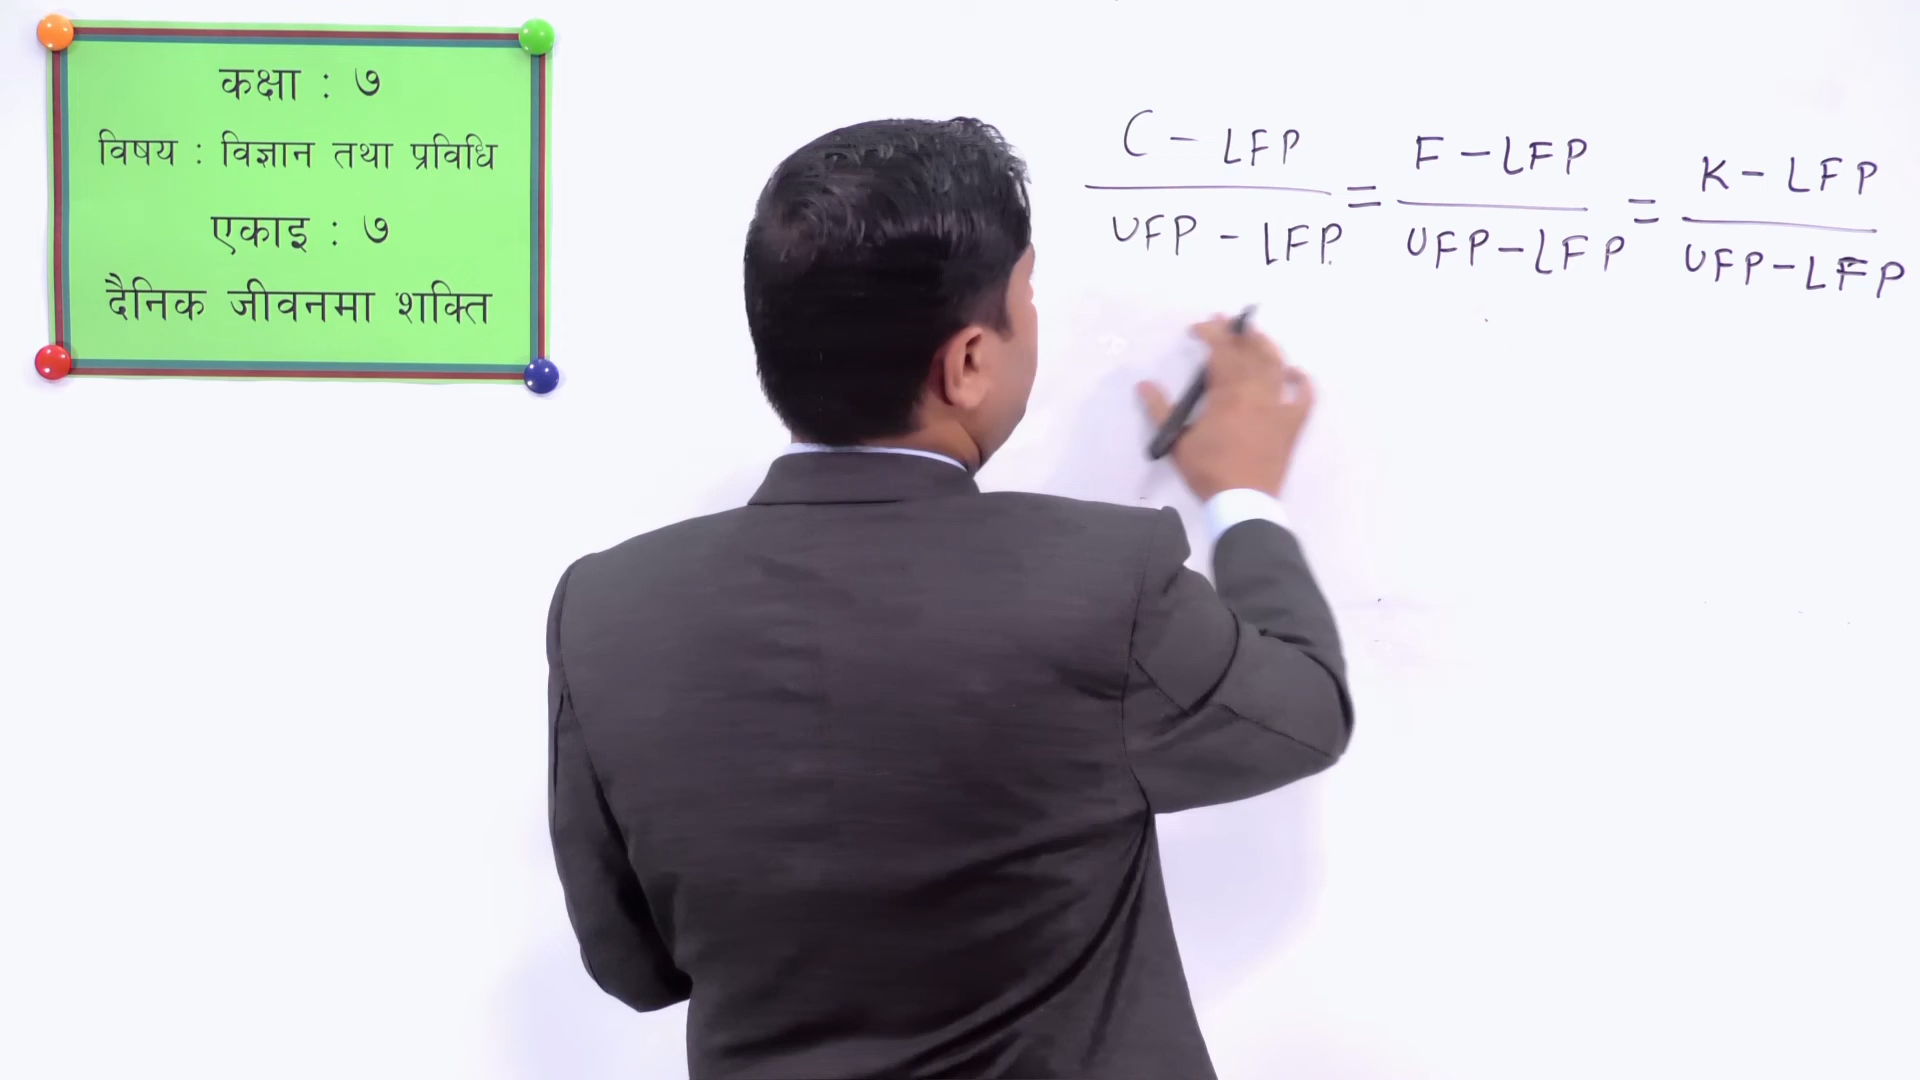 कक्षा : ७
विषय : विज्ञान तथा प्रविधि
एकाइ : ७
दैनिक जीवनमा शक्ति
C - LFP / UFP - LFP = F - LFP / UFP - LFP = K - LFP / UFP - LFP